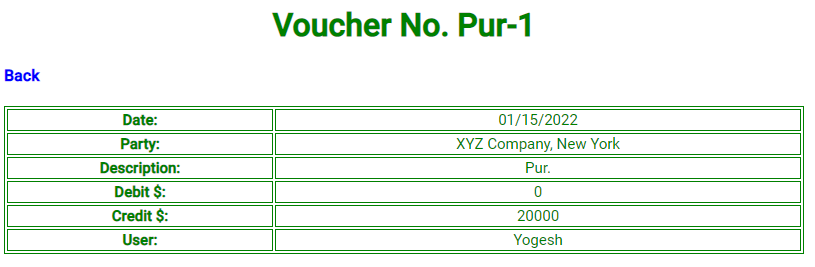 Voucher No. Pur-1
Back
Date: 01/15/2022
Party: XYZ Company, New York
Description: Pur.
Debit $: 0
Credit $: 20000
User: Yogesh